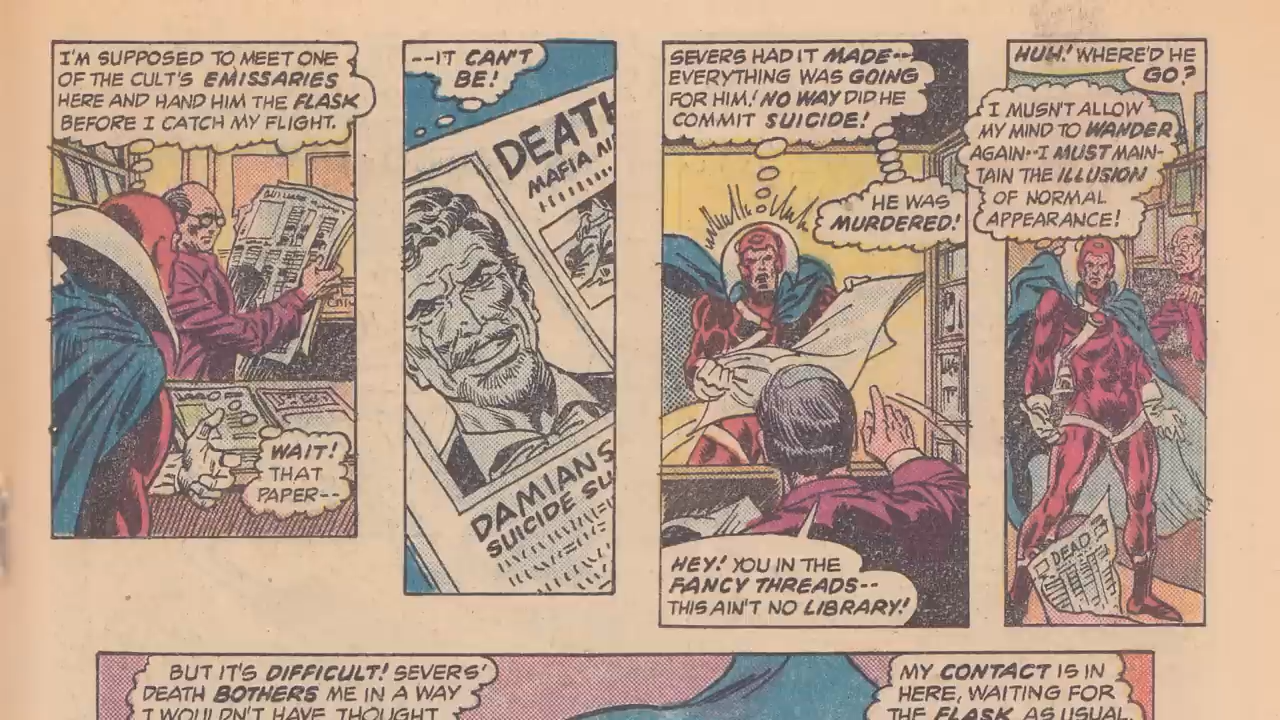 I'M SUPPOSED TO MEET ONE
OF THE CULT'S EMISSARIES
HERE AND HAND HIM THE FLASK
BEFORE I CATCH MY FLIGHT.
WAIT!
THAT
PAPER--
--IT CAN'T
BE!
DEATH
MAFIA
DAMIAN S
SUICIDE SU
SEVERS HAD IT MADE--
EVERYTHING WAS GOING
FOR HIM! NO WAY DID HE
COMMIT SUICIDE!
HE WAS
MURDERED!
HEY! YOU IN THE
FANCY THREADS--
THIS AIN'T NO LIBRARY!
HUH! WHERE'D HE
GO?
I MUSN'T ALLOW
MY MIND TO WANDER
AGAIN--I MUST MAIN-
TAIN THE ILLUSION
OF NORMAL
APPEARANCE!
DEAD
BUT IT'S DIFFICULT! SEVERS'
DEATH BOTHERS ME IN A WAY
I WOULDN'T HAVE THOUGHT
MY CONTACT IS IN
HERE, WAITING FOR
THE FLASK AS USUAL